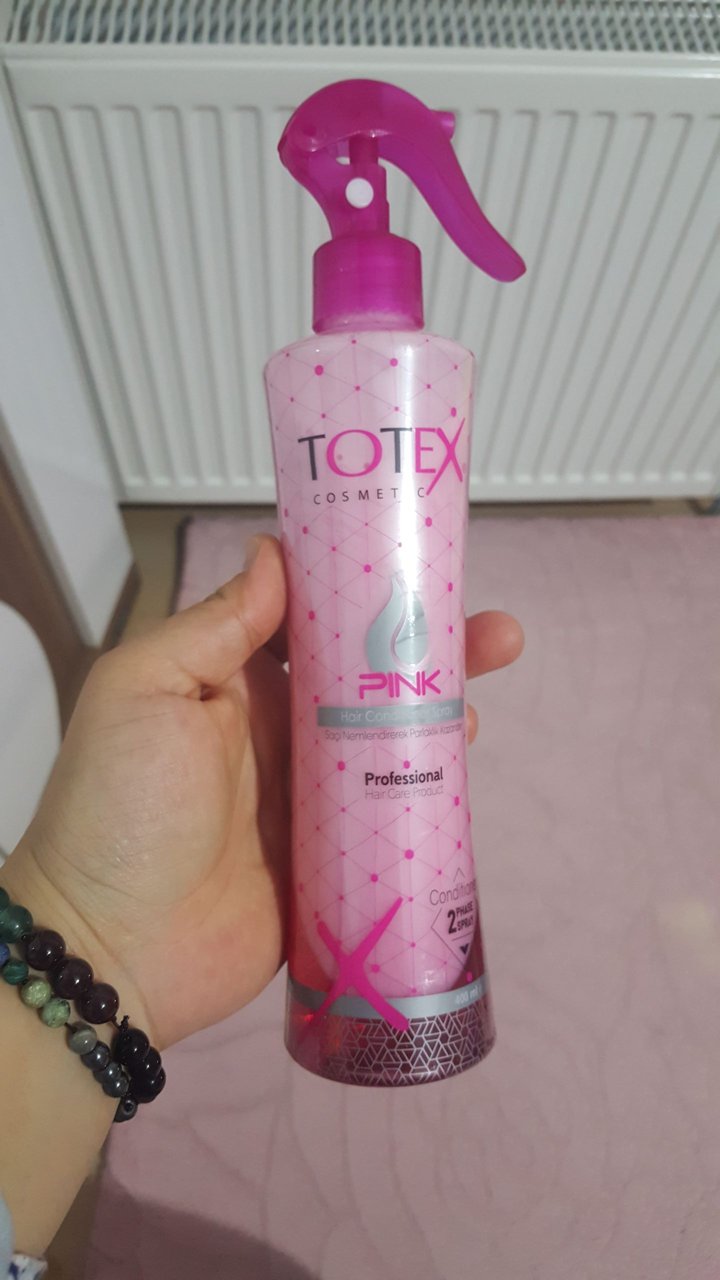 TOTEX
COSMETIC
PINK
Hair Conditioner Spray
Saçı Nemlendirerek Parlaklık Kazandırır
Professional
Hair Care Product
Conditioner
2 PHASE
SPRAY
400 ml